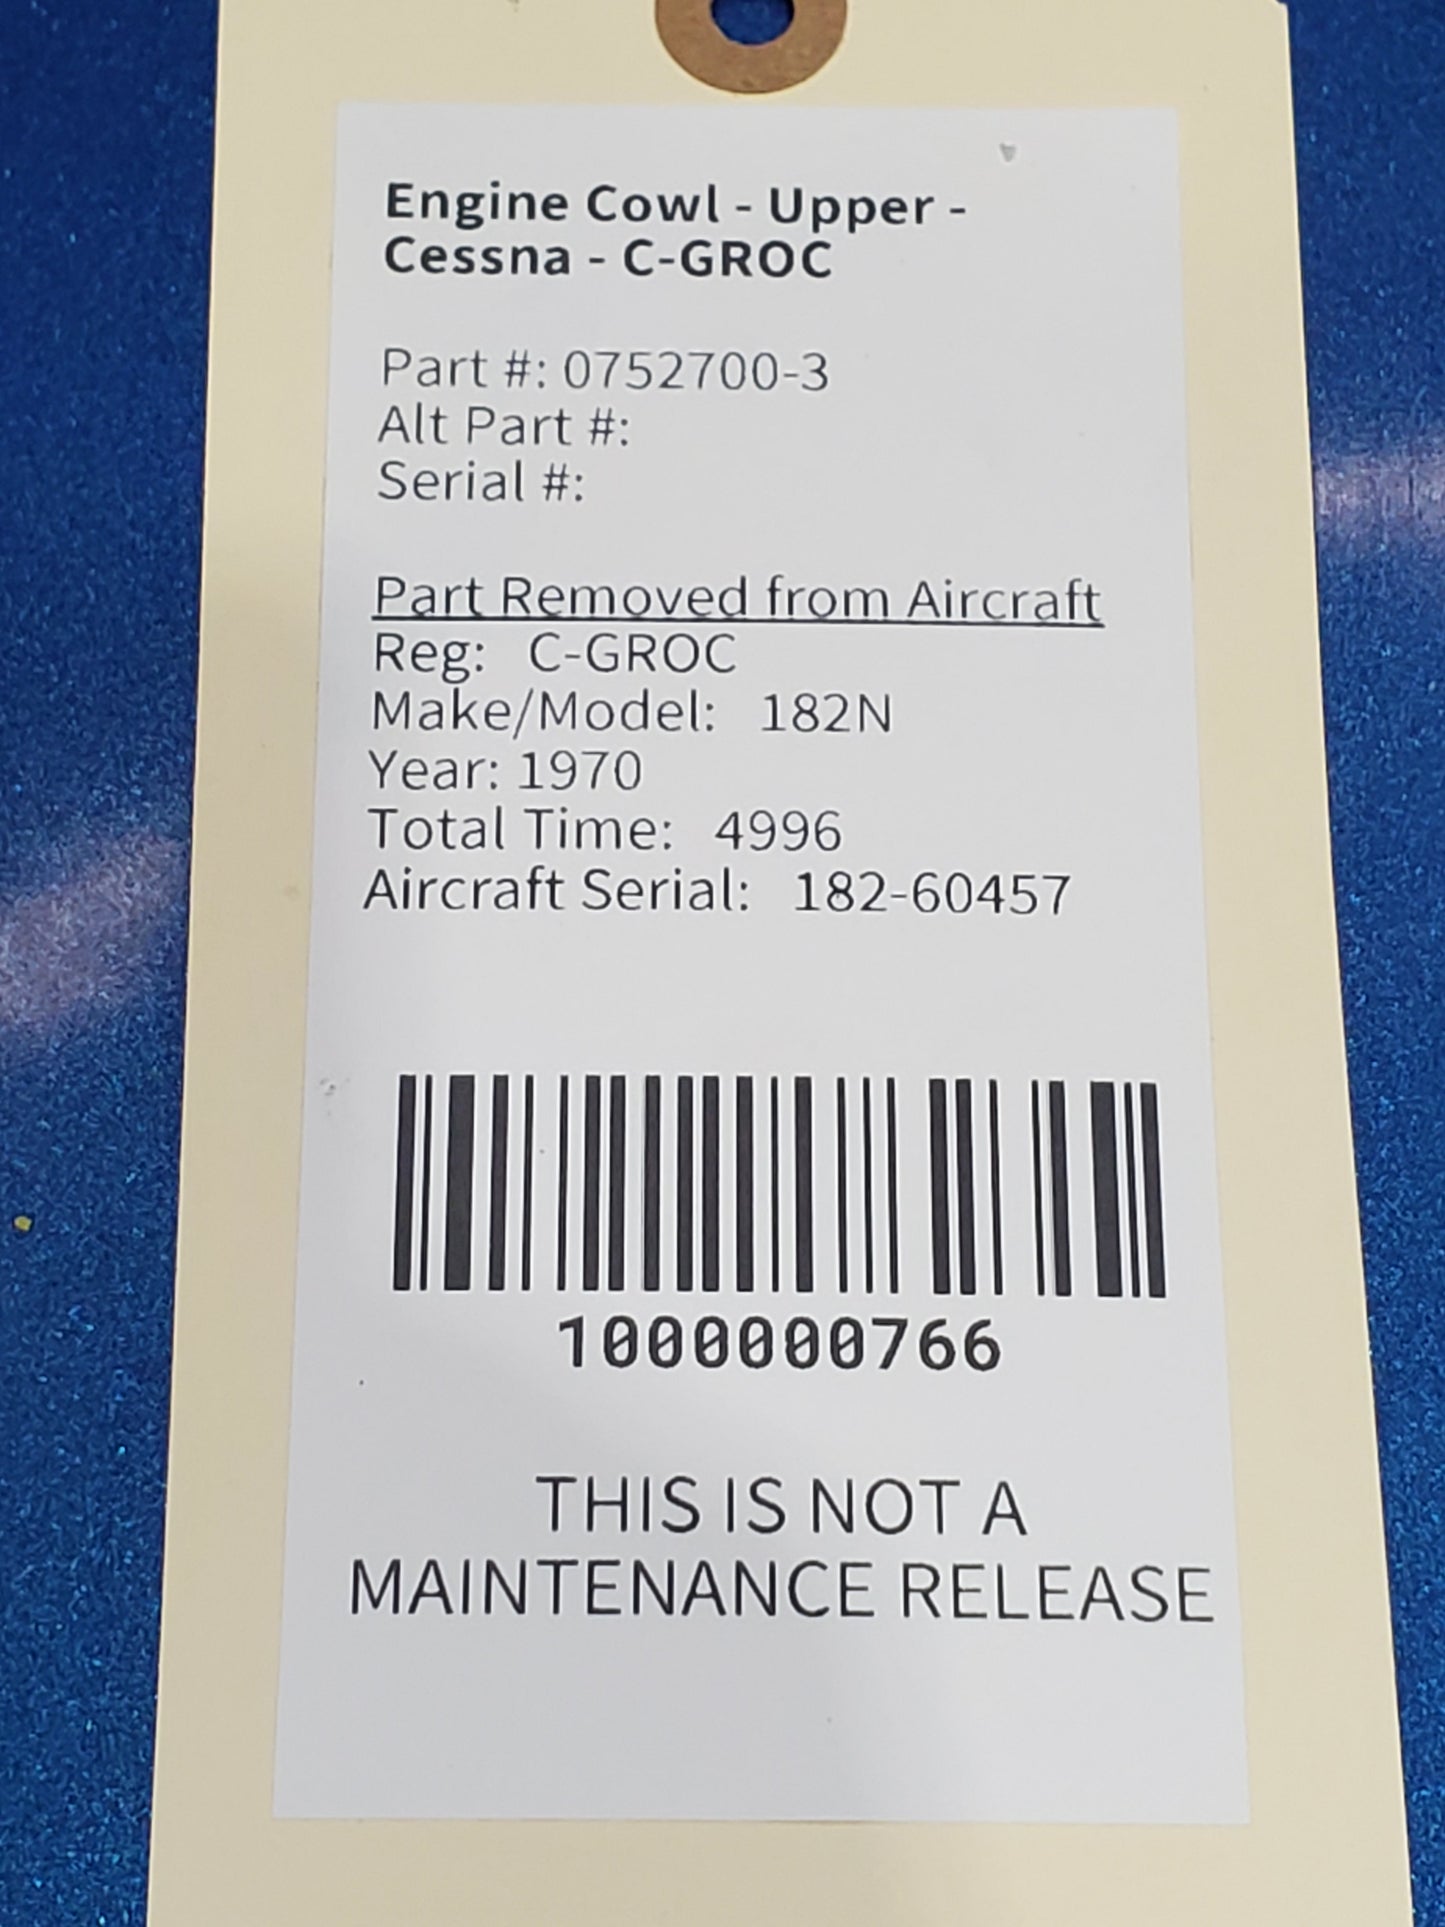 Engine Cowl - Upper -
Cessna - C-GROC
Part #: 0752700-3
Alt Part #:
Serial #:
Part Removed from Aircraft
Reg: C-GROC
Make/Model: 182N
Year: 1970
Total Time: 4996
Aircraft Serial: 182-60457
1000000766
THIS IS NOT A
MAINTENANCE RELEASE